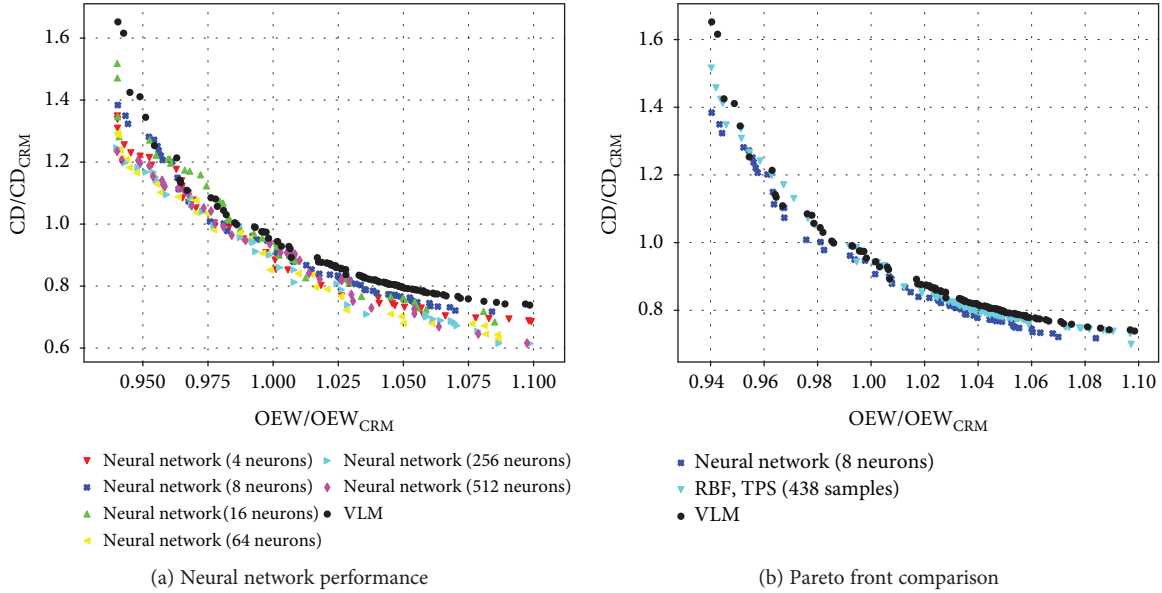 1.6
1.4
1.2
1.0
0.8
0.6
CD/CD_CRM
0.950 0.975 1.000 1.025 1.050 1.075 1.100
OEW/OEW_CRM
Neural network (4 neurons)
Neural network (8 neurons)
Neural network (16 neurons)
Neural network (64 neurons)
Neural network (256 neurons)
Neural network (512 neurons)
VLM
(a) Neural network performance
1.6
1.4
1.2
1.0
0.8
CD/CD_CRM
0.94 0.96 0.98 1.00 1.02 1.04 1.06 1.08 1.10
OEW/OEW_CRM
Neural network (8 neurons)
RBF, TPS (438 samples)
VLM
(b) Pareto front comparison